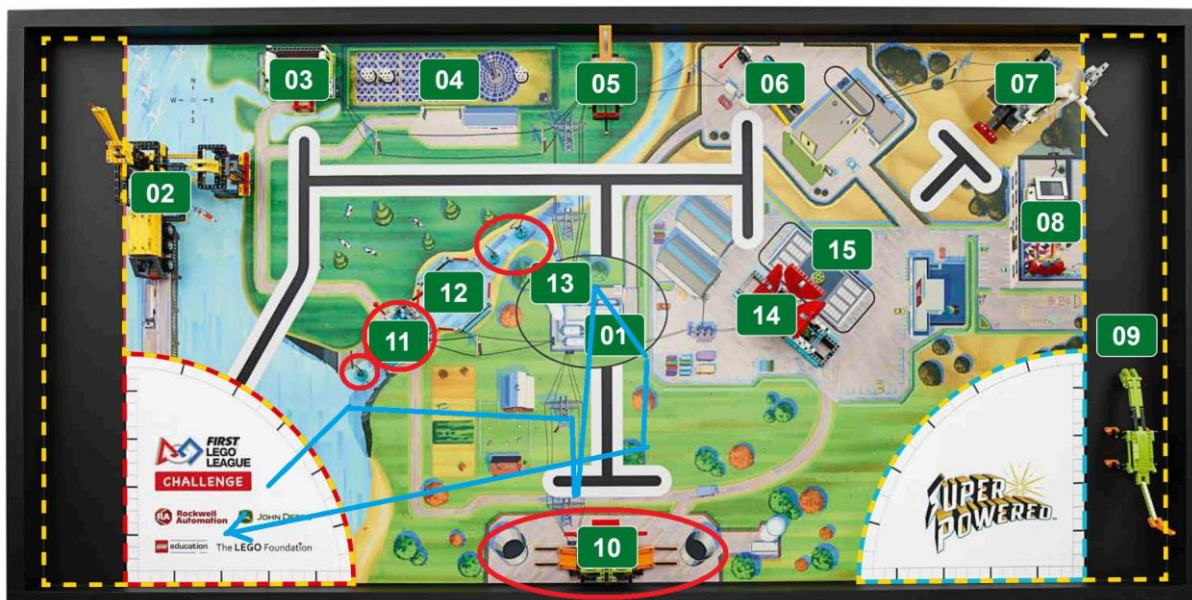 03
04
05
06
07
N
W
E
S
02
08
15
13
12
14
01
11
09
FIRST
LEGO
LEAGUE
CHALLENGE
Rockwell
Automation
JOHN
LEGO education
The LEGO Foundation
SUPER
POWERED
10